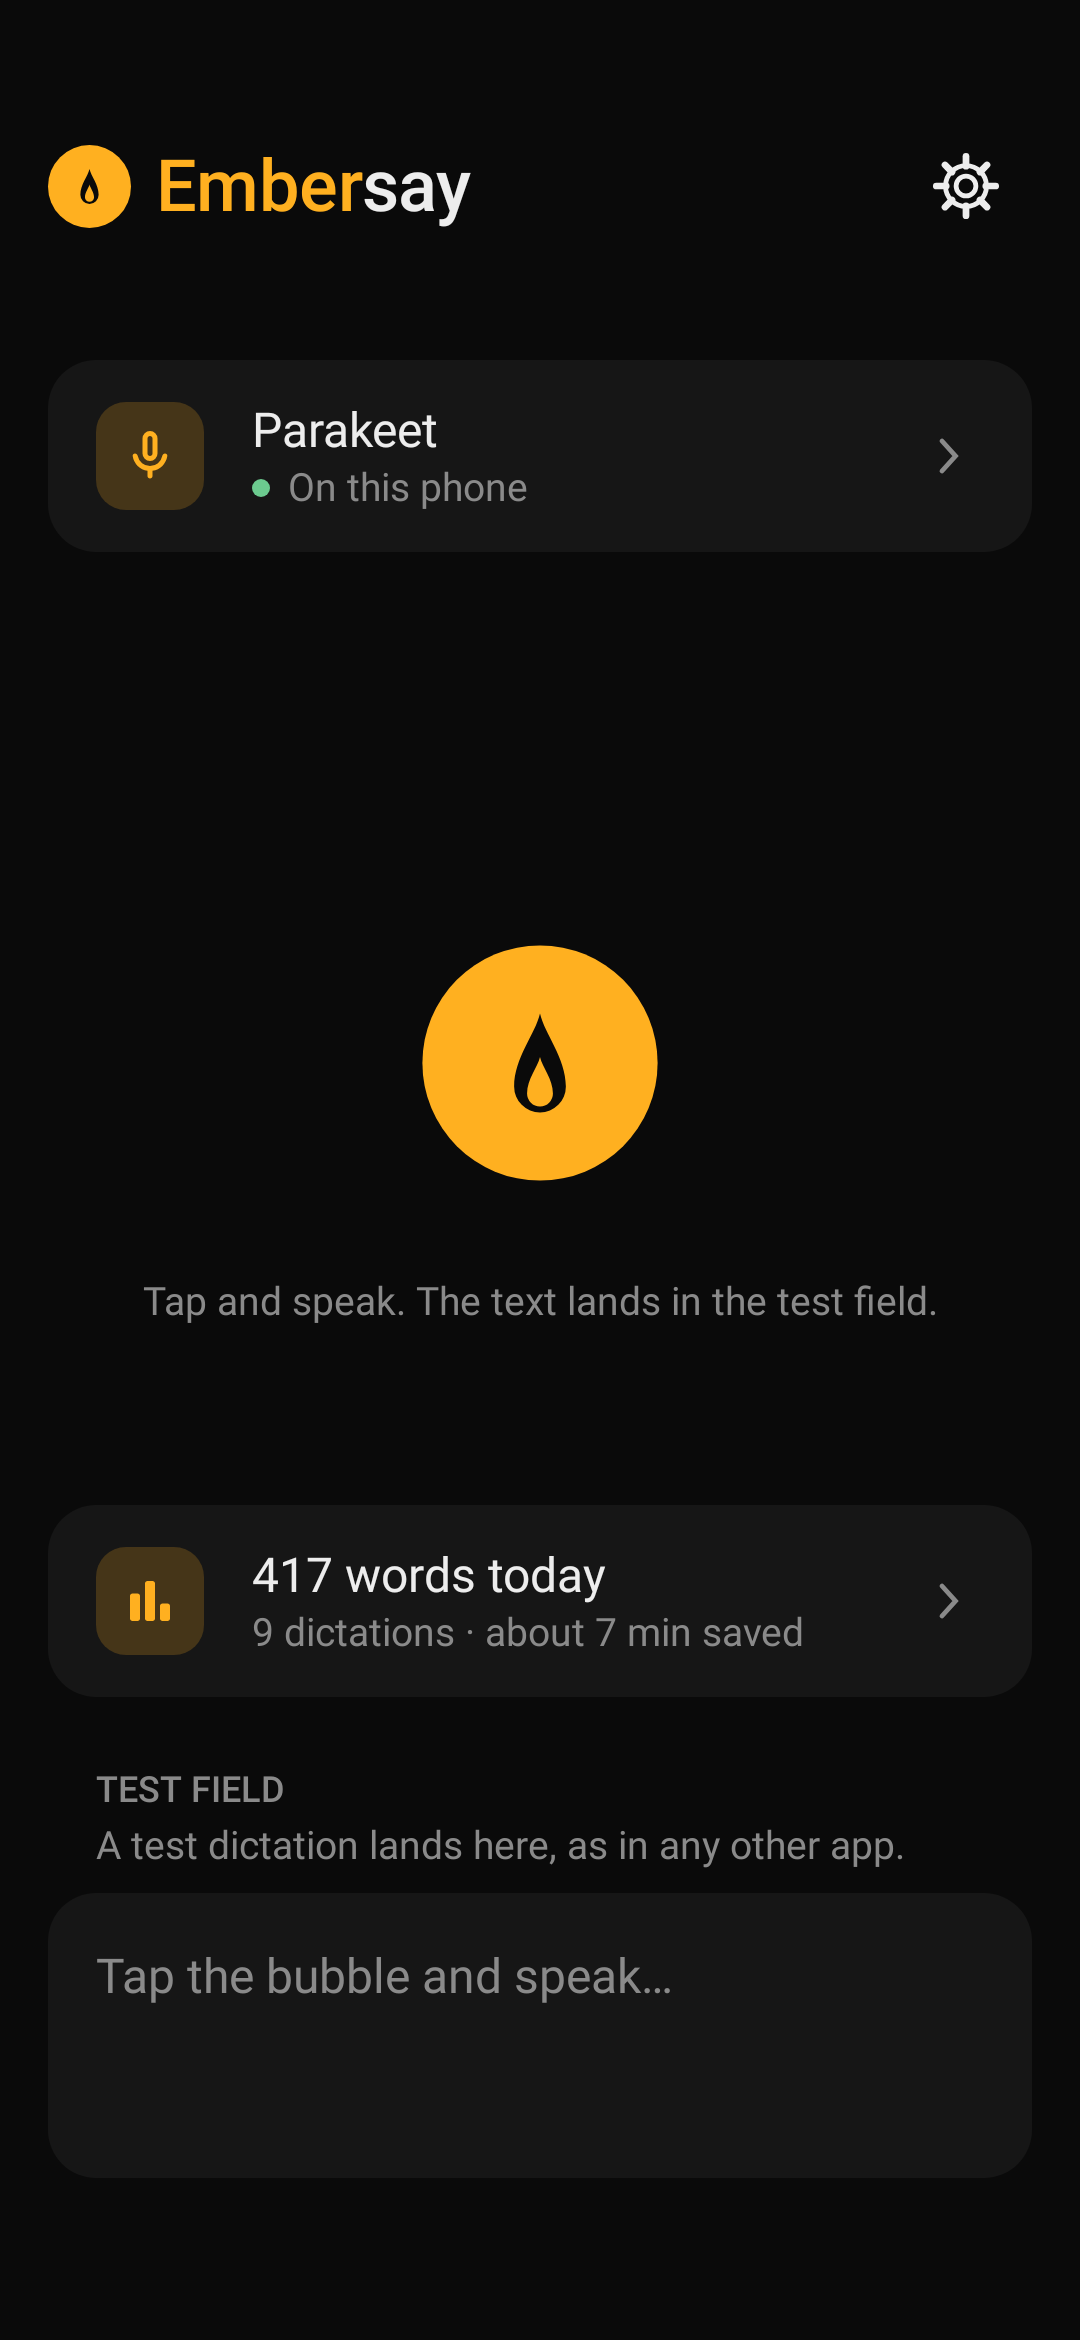 Embersay
Parakeet
On this phone
Tap and speak. The text lands in the test field.
417 words today
9 dictations · about 7 min saved
TEST FIELD
A test dictation lands here, as in any other app.
Tap the bubble and speak…